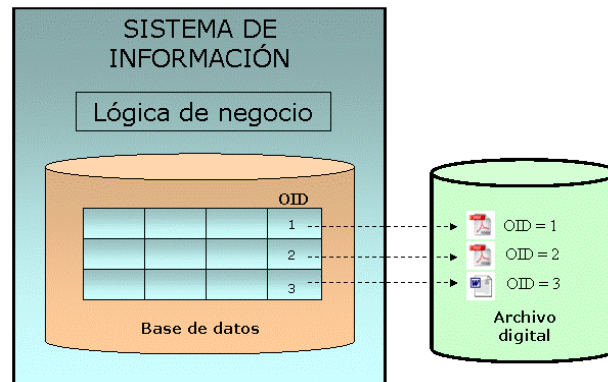 SISTEMA DE
INFORMACIÓN
Lógica de negocio
OID
1
2
3
Base de datos
OID = 1
OID = 2
OID = 3
Archivo
digital